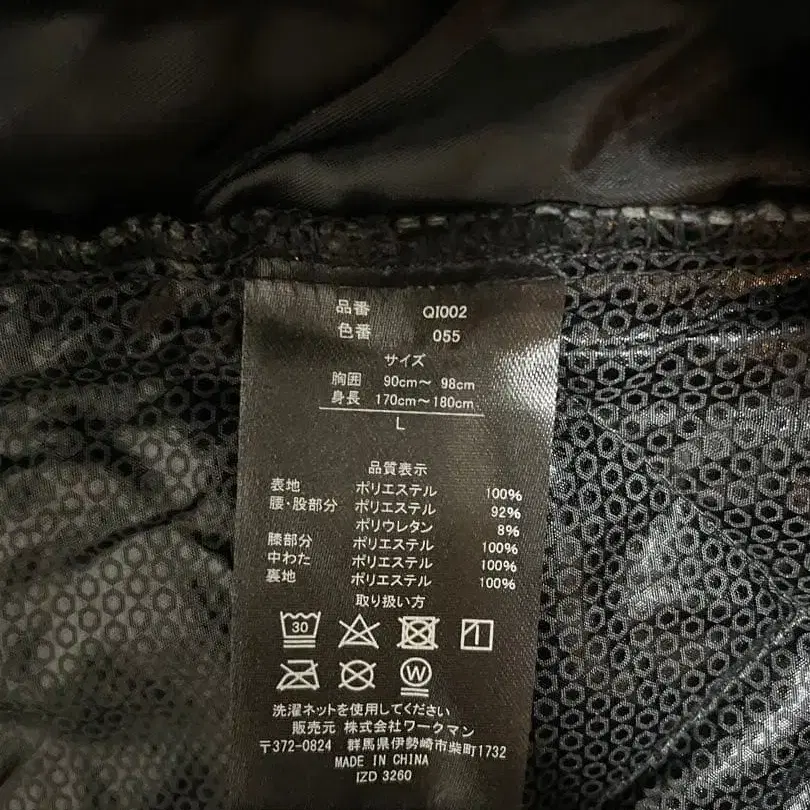 品番 QI002
色番 055
サイズ
胸囲 90cm～ 98cm
身長 170cm～180cm
L
品質表示
表地 ポリエステル 100%
腰・股部分 ポリエステル 92%
ポリウレタン 8%
膝部分 ポリエステル 100%
中わた ポリエステル 100%
裏地 ポリエステル 100%
取り扱い方
30
W
洗濯ネットを使用してください
販売元 株式会社ワークマン
〒372-0824 群馬県伊勢崎市柴町1732
MADE IN CHINA
IZD 3260